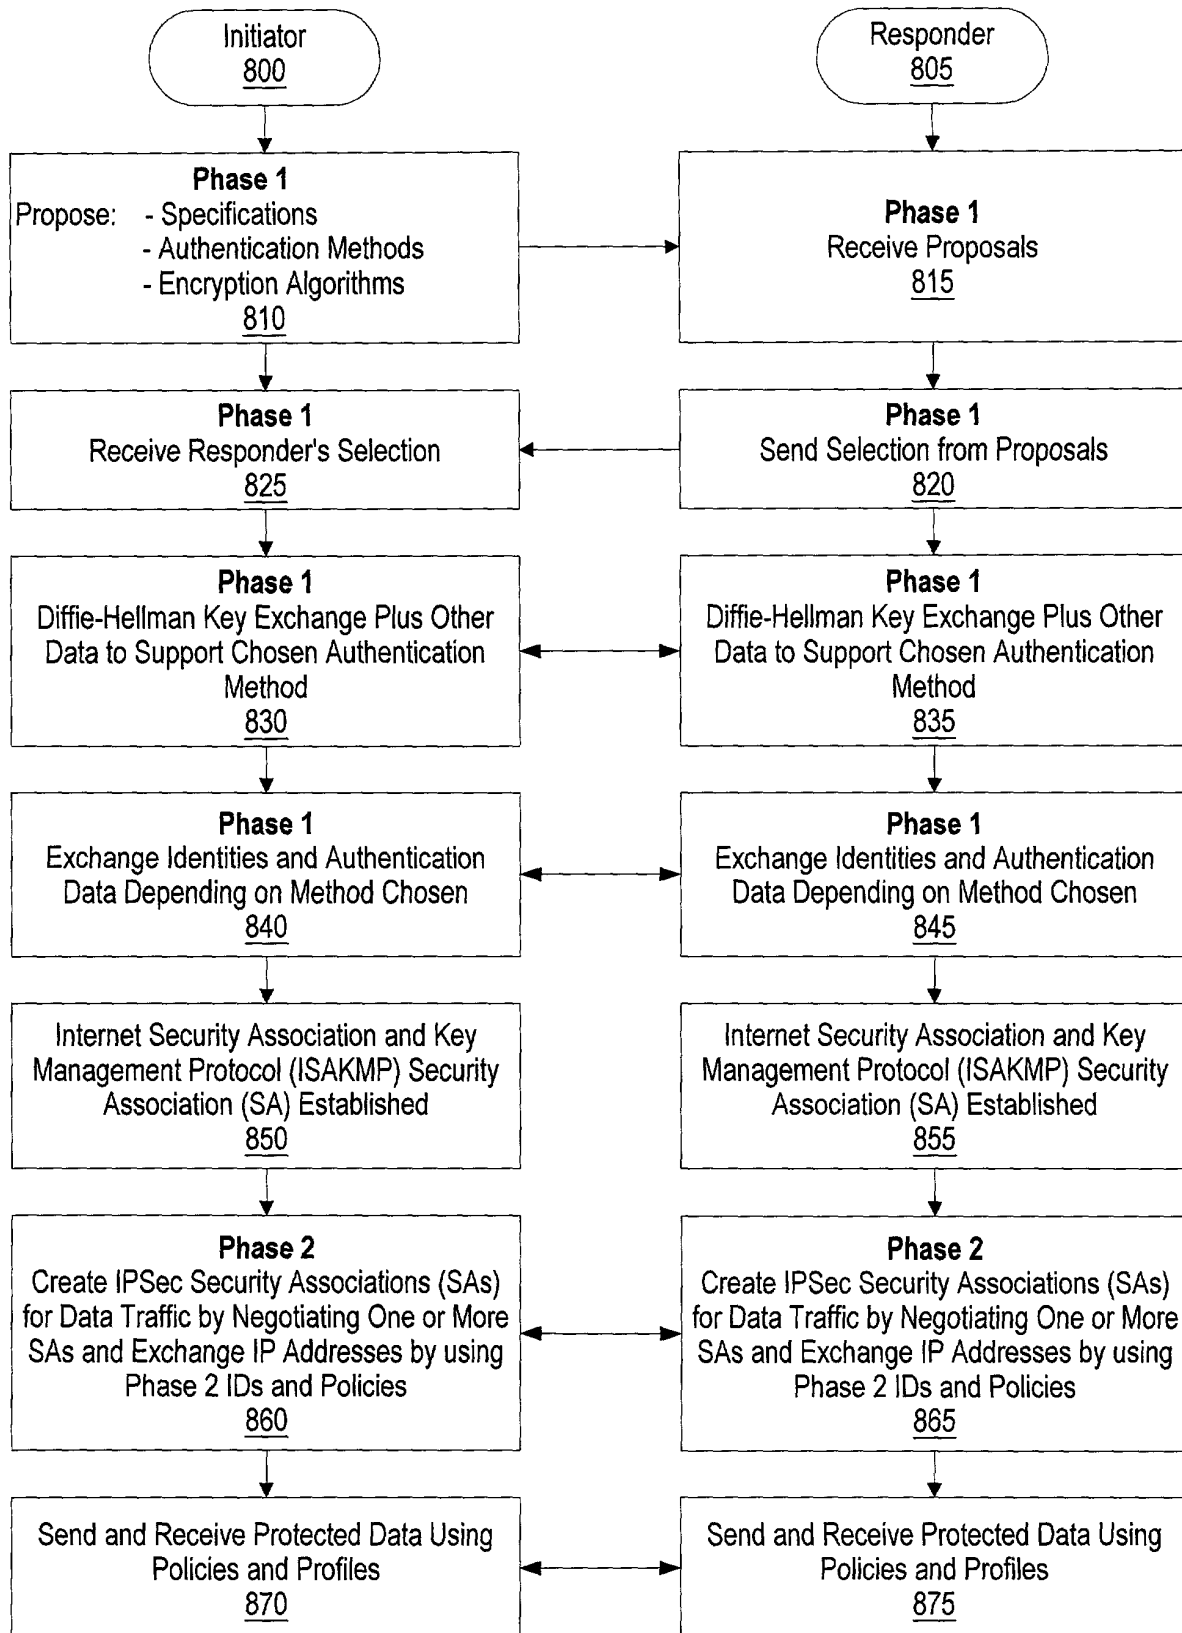 Initiator
800
Responder
805
Phase 1
Propose: - Specifications
- Authentication Methods
- Encryption Algorithms
810
Phase 1
Receive Proposals
815
Phase 1
Receive Responder's Selection
825
Phase 1
Send Selection from Proposals
820
Phase 1
Diffie-Hellman Key Exchange Plus Other
Data to Support Chosen Authentication
Method
830
Phase 1
Diffie-Hellman Key Exchange Plus Other
Data to Support Chosen Authentication
Method
835
Phase 1
Exchange Identities and Authentication
Data Depending on Method Chosen
840
Phase 1
Exchange Identities and Authentication
Data Depending on Method Chosen
845
Internet Security Association and Key
Management Protocol (ISAKMP) Security
Association (SA) Established
850
Internet Security Association and Key
Management Protocol (ISAKMP) Security
Association (SA) Established
855
Phase 2
Create IPSec Security Associations (SAs)
for Data Traffic by Negotiating One or More
SAs and Exchange IP Addresses by using
Phase 2 IDs and Policies
860
Phase 2
Create IPSec Security Associations (SAs)
for Data Traffic by Negotiating One or More
SAs and Exchange IP Addresses by using
Phase 2 IDs and Policies
865
Send and Receive Protected Data Using
Policies and Profiles
870
Send and Receive Protected Data Using
Policies and Profiles
875